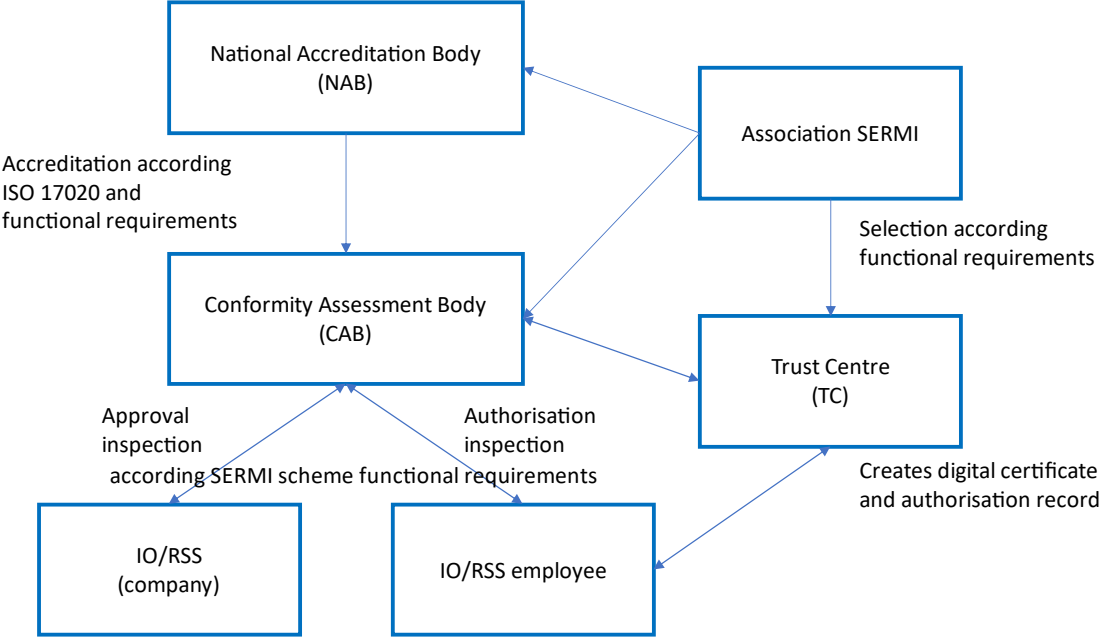 National Accreditation Body
(NAB)
Association SERMI
Accreditation according
ISO 17020 and
functional requirements
Selection according
functional requirements
Conformity Assessment Body
(CAB)
Trust Centre
(TC)
Approval
inspection
Authorisation
inspection
according SERMI scheme functional requirements
Creates digital certificate
and authorisation record
IO/RSS
(company)
IO/RSS employee